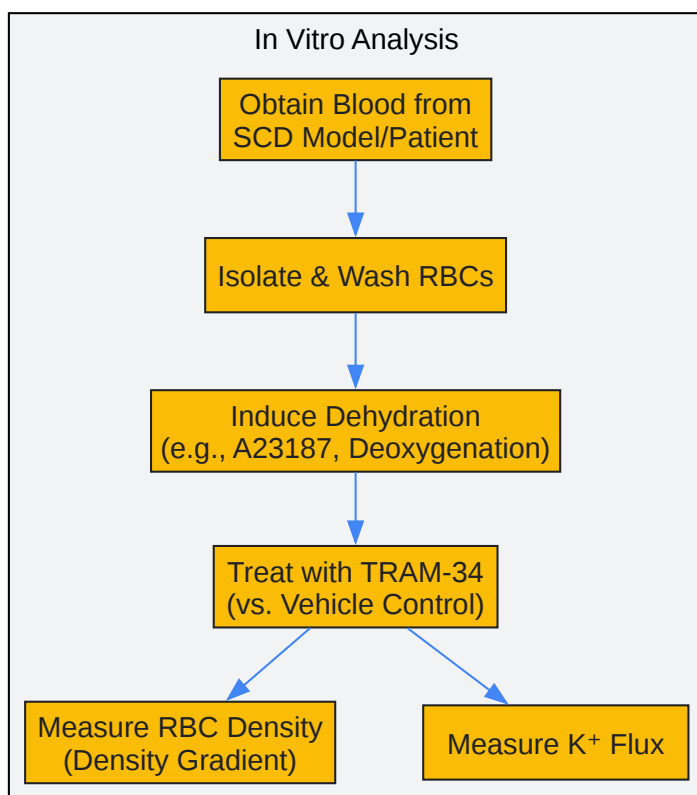 In Vitro Analysis
Obtain Blood from
SCD Model/Patient
Isolate & Wash RBCs
Induce Dehydration
(e.g., A23187, Deoxygenation)
Treat with TRAM-34
(vs. Vehicle Control)
Measure RBC Density
(Density Gradient)
Measure K⁺ Flux